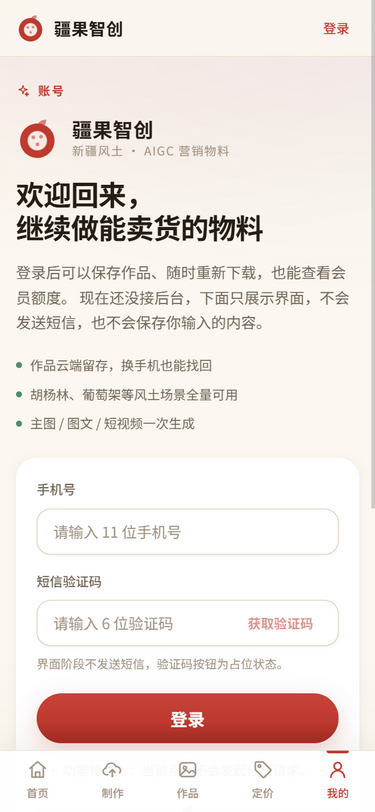 疆果智创
登录
账号
疆果智创
新疆风土 · AIGC 营销物料
欢迎回来，
继续做能卖货的物料
登录后可以保存作品、随时重新下载，也能查看会
员额度。 现在还没接后台，下面只展示界面，不会
发送短信，也不会保存你输入的内容。
作品云端留存，换手机也能找回
胡杨林、葡萄架等风土场景全量可用
主图 / 图文 / 短视频一次生成
手机号
请输入 11 位手机号
短信验证码
请输入 6 位验证码
获取验证码
界面阶段不发送短信，验证码按钮为占位状态。
登录
首页
制作
作品
定价
我的